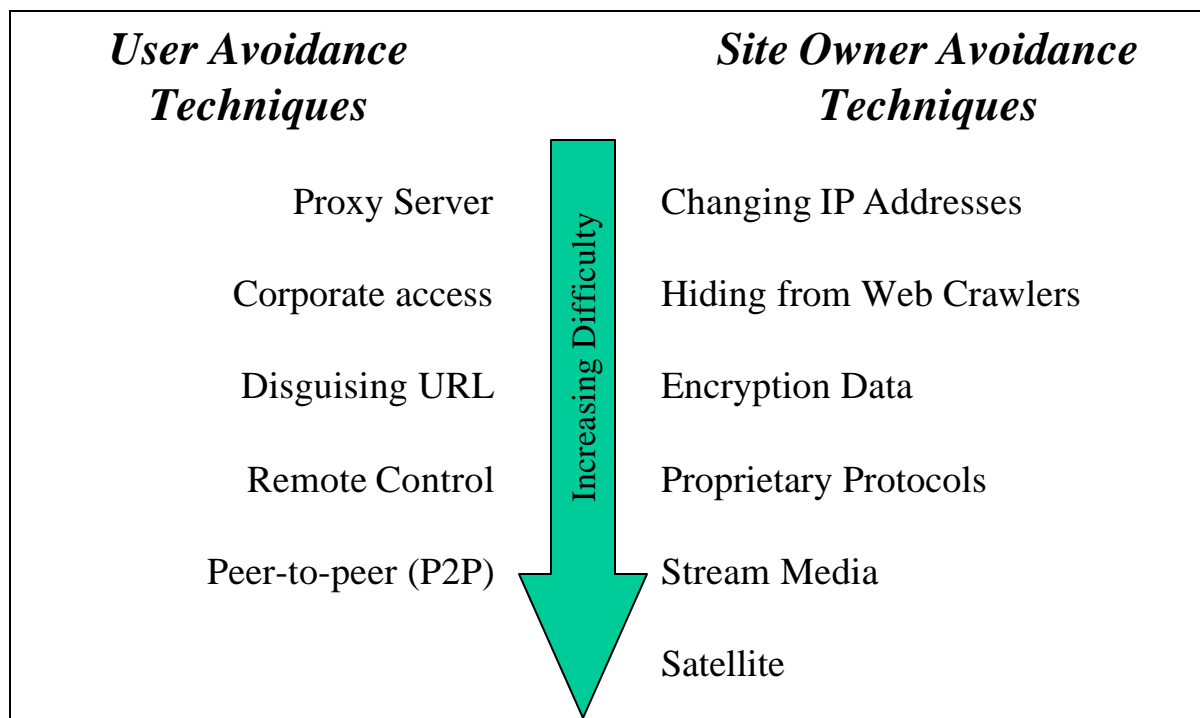 User Avoidance
Techniques
Proxy Server
Corporate access
Disguising URL
Remote Control
Peer-to-peer (P2P)
Increasing Difficulty
Site Owner Avoidance
Techniques
Changing IP Addresses
Hiding from Web Crawlers
Encryption Data
Proprietary Protocols
Stream Media
Satellite